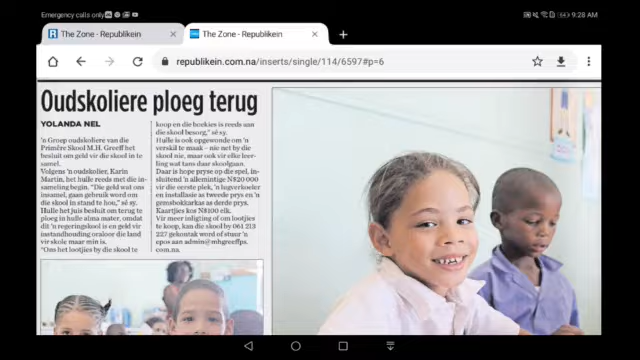 Emergency calls only
9:28 AM
The Zone - Republikein
The Zone - Republikein
republikein.com.na/inserts/single/114/6597#p=6
Oudskoliere ploeg terug
YOLANDA NEL
'n Groep oudskoliere van die
Primêre Skool M.H. Greeff het
besluit om geld vir die skool in te
samel.
Volgens 'n oudskolier, Karin
Martin, het hulle reeds met die in-
sameling begin. "Die geld wat ons
insamel, gaan gebruik word om
die skool in stand te hou," sê sy.
Hulle het juis besluit om terug te
ploeg in hulle alma mater, omdat
dit 'n regeringskool is en geld vir
instandhouding oraloor die land
vir skole maar min is.
"Ons het lootjies by die skool te
koop en die boekies is reeds aan
die skool besorg," sê sy.
Hulle is ook opgewonde om 'n
verskil te maak – nie net by die
skool nie, maar ook vir elke leer-
ling wat tans daar skoolgaan.
Daar is hope pryse op die spel, in-
sluitend 'n allemintige N$20 000
vir die eerste plek, 'n lugverkoeler
en installasie as tweede prys en 'n
grensbokkarkas as derde prys.
Kaartjies kos N$100 elk.
Vir meer inligting of om lootjies
te koop, kan die skool by 061 213
227 gekontak word of stuur 'n
epos aan admin@mhgreeffps.
com.na.